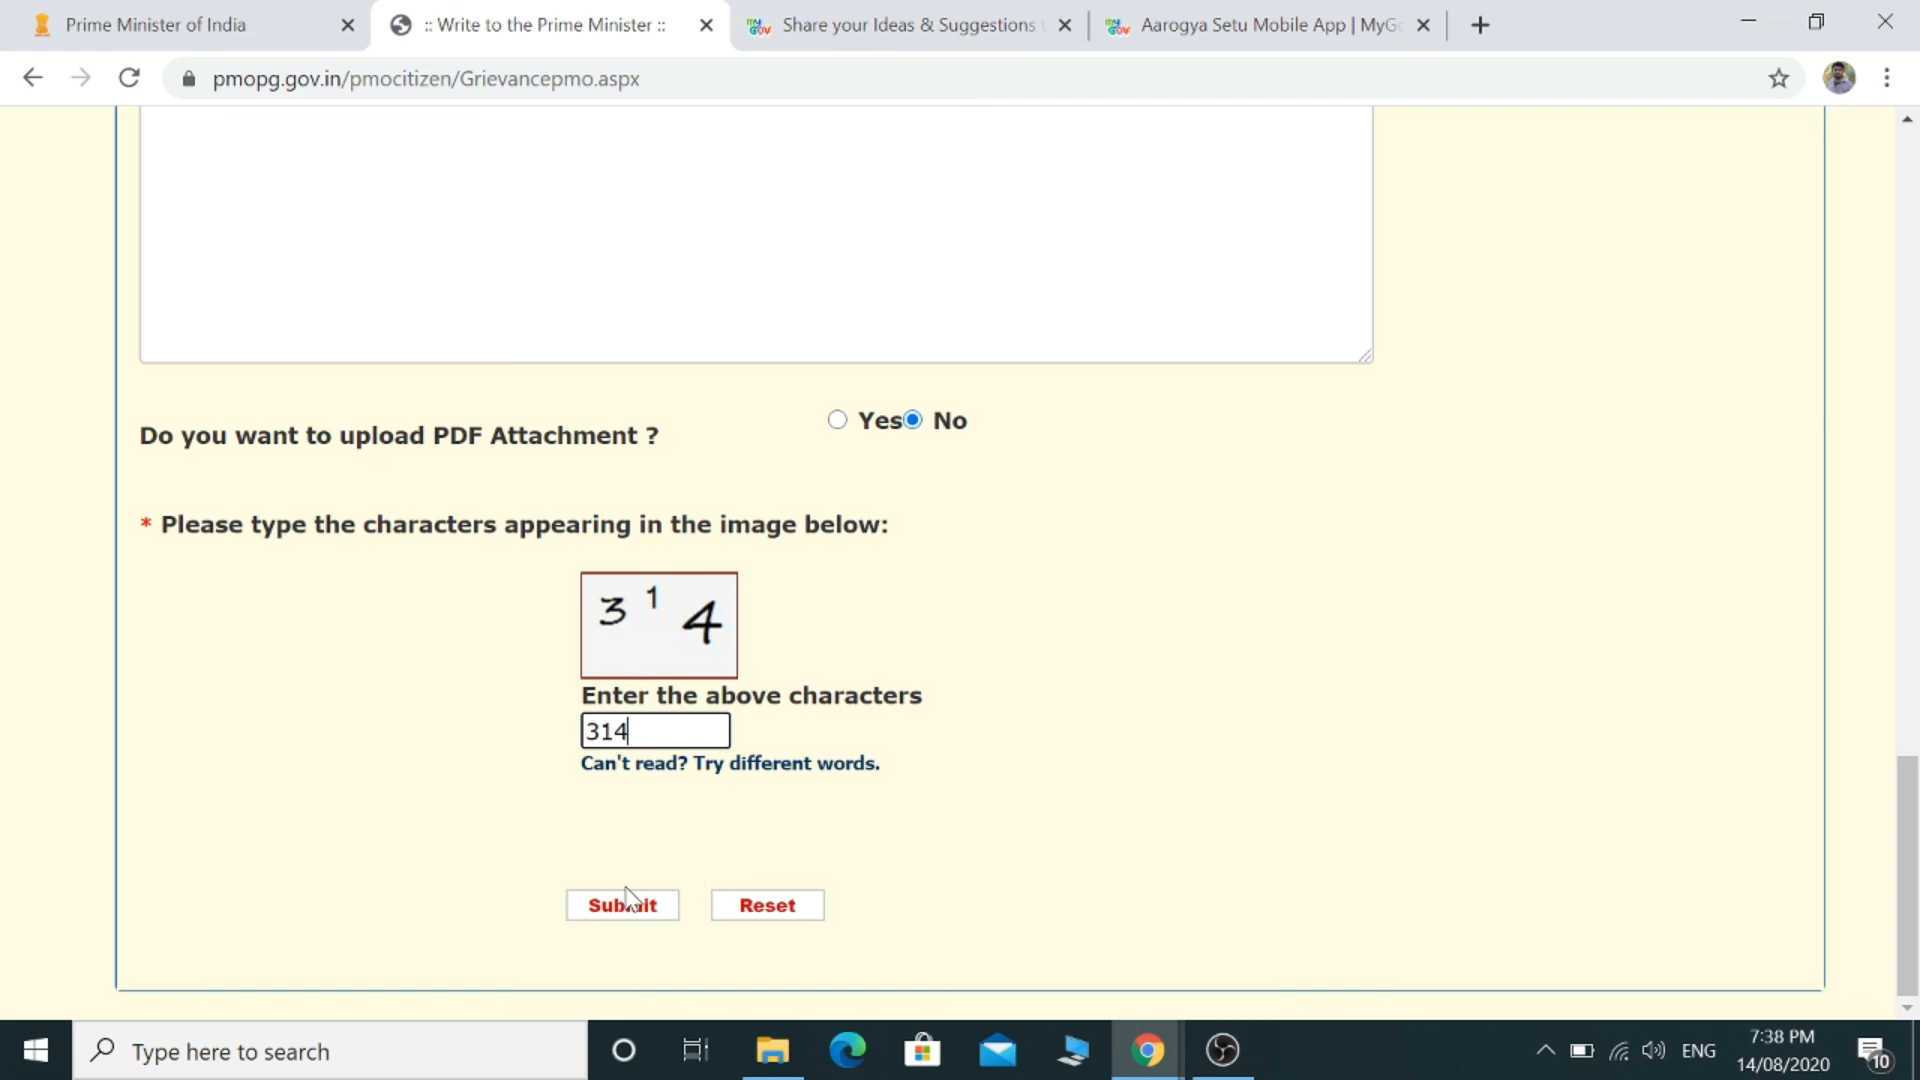 Prime Minister of India
:: Write to the Prime Minister ::
Share your Ideas & Suggestions
Aarogya Setu Mobile App | MyG
pmopg.gov.in/pmocitizen/Grievancepmo.aspx
Do you want to upload PDF Attachment ?
Yes No
* Please type the characters appearing in the image below:
3 1 4
Enter the above characters
314
Can't read? Try different words.
Submit Reset
Type here to search
ENG
7:38 PM
14/08/2020
10